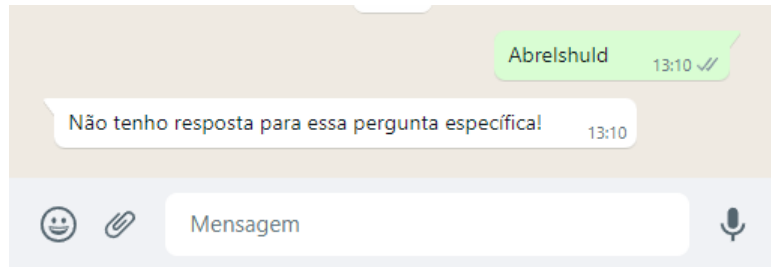 Abrelshuld
13:10
Não tenho resposta para essa pergunta específica!
13:10
Mensagem